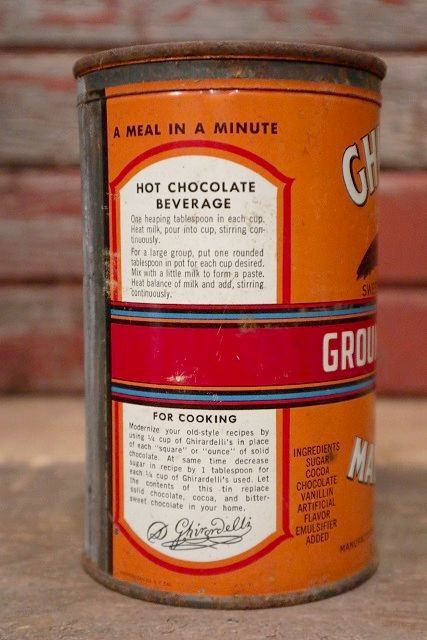 A MEAL IN A MINUTE
HOT CHOCOLATE
BEVERAGE
One heaping tablespoon in each cup.
Heat milk, pour into cup, stirring con-
tinuously.
For a large group, put one rounded
tablespoon in pot for each cup desired.
Mix with a little milk to form a paste.
Heat balance of milk and add, stirring
continuously.
GH
SWE
GROU
FOR COOKING
Modernize your old-style recipes by
using ¼ cup of Ghirardelli's in place
of each "square" or "ounce" of solid
chocolate. At same time decrease
sugar in recipe by 1 tablespoon for
each ¼ cup of Ghirardelli's used. Let
the contents of this tin replace
solid chocolate, cocoa, and bitter-
sweet chocolate in your home.
D Ghirardelli
INGREDIENTS
SUGAR
COCOA
CHOCOLATE
VANILLIN
ARTIFICIAL
FLAVOR
EMULSIFIER
ADDED
MA
MANUFA